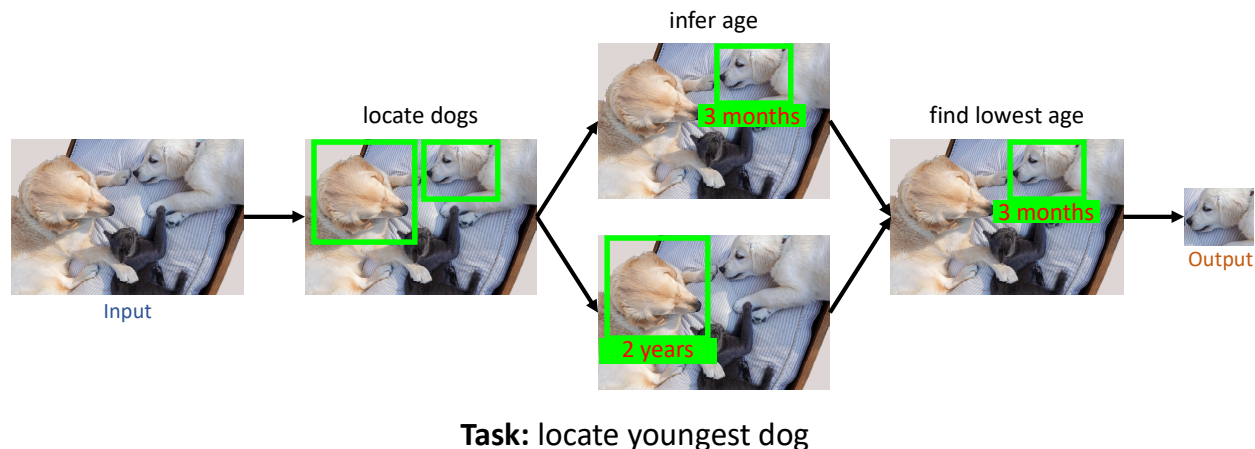 infer age
3 months
locate dogs
find lowest age
3 months
Input
Output
2 years
Task: locate youngest dog